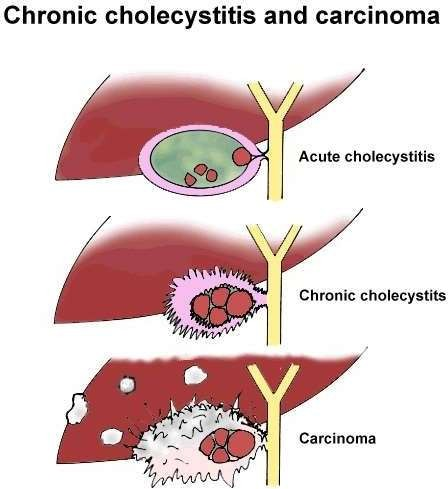 Chronic cholecystitis and carcinoma
Acute cholecystitis
Chronic cholecystits
Carcinoma